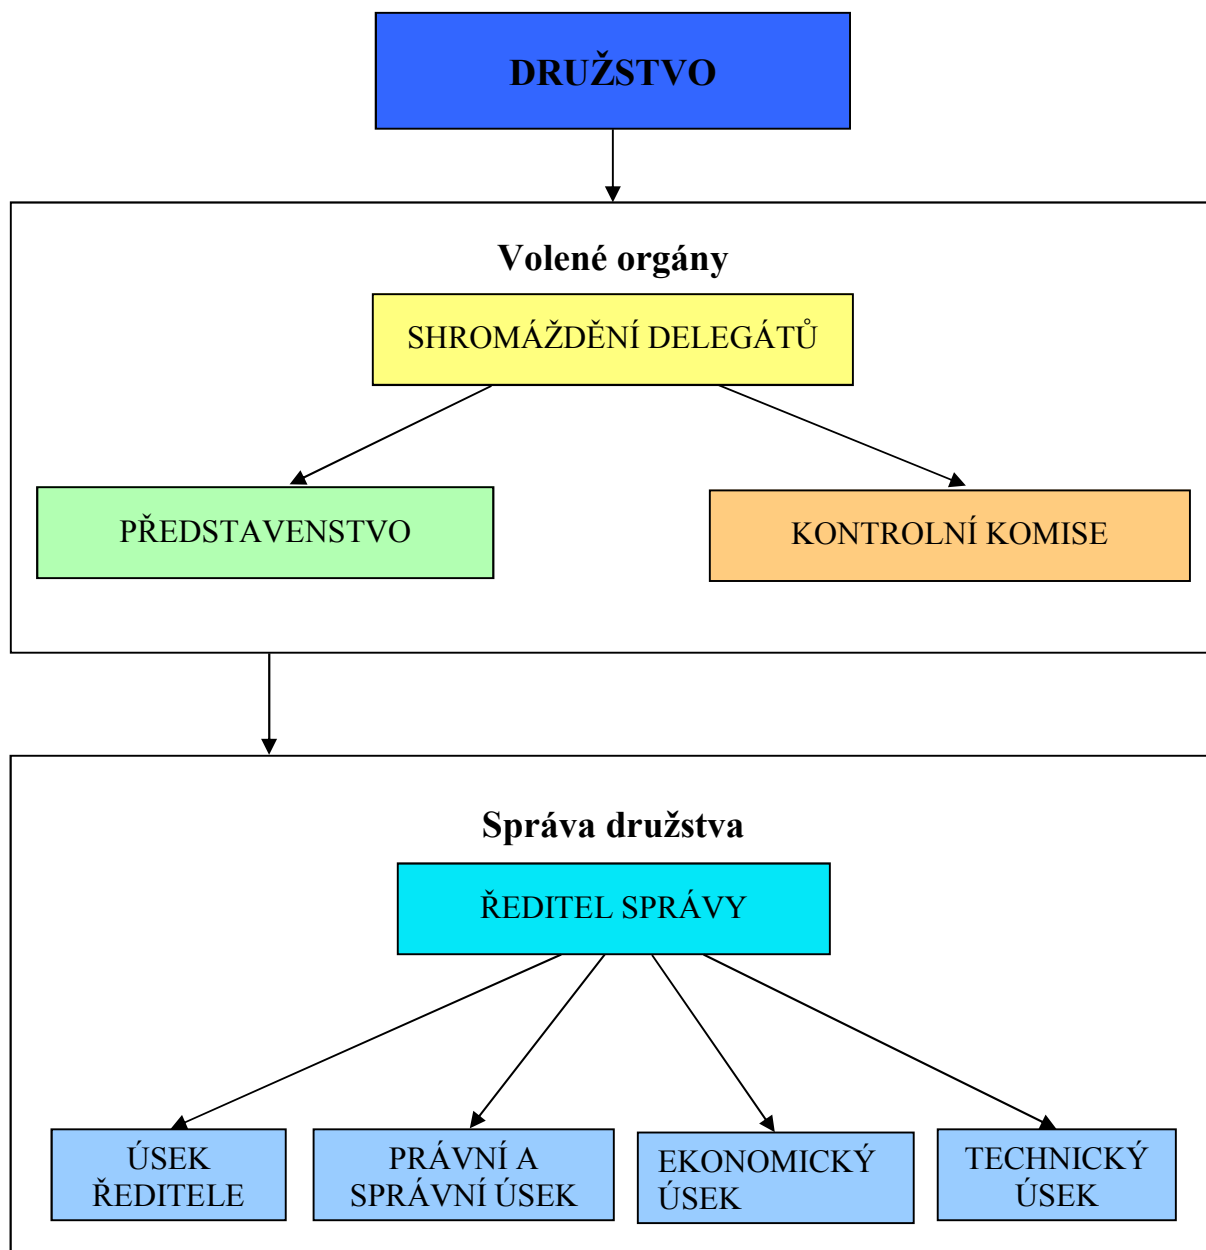 DRUŽSTVO
Volené orgány
SHROMÁŽDĚNÍ DELEGÁTŮ
PŘEDSTAVENSTVO
KONTROLNÍ KOMISE
Správa družstva
ŘEDITEL SPRÁVY
ÚSEK
ŘEDITELE
PRÁVNÍ A
SPRÁVNÍ ÚSEK
EKONOMICKÝ
ÚSEK
TECHNICKÝ
ÚSEK